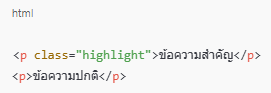 html
<p class="highlight">ข้อความสำคัญ</p>
<p>ข้อความปกติ</p>